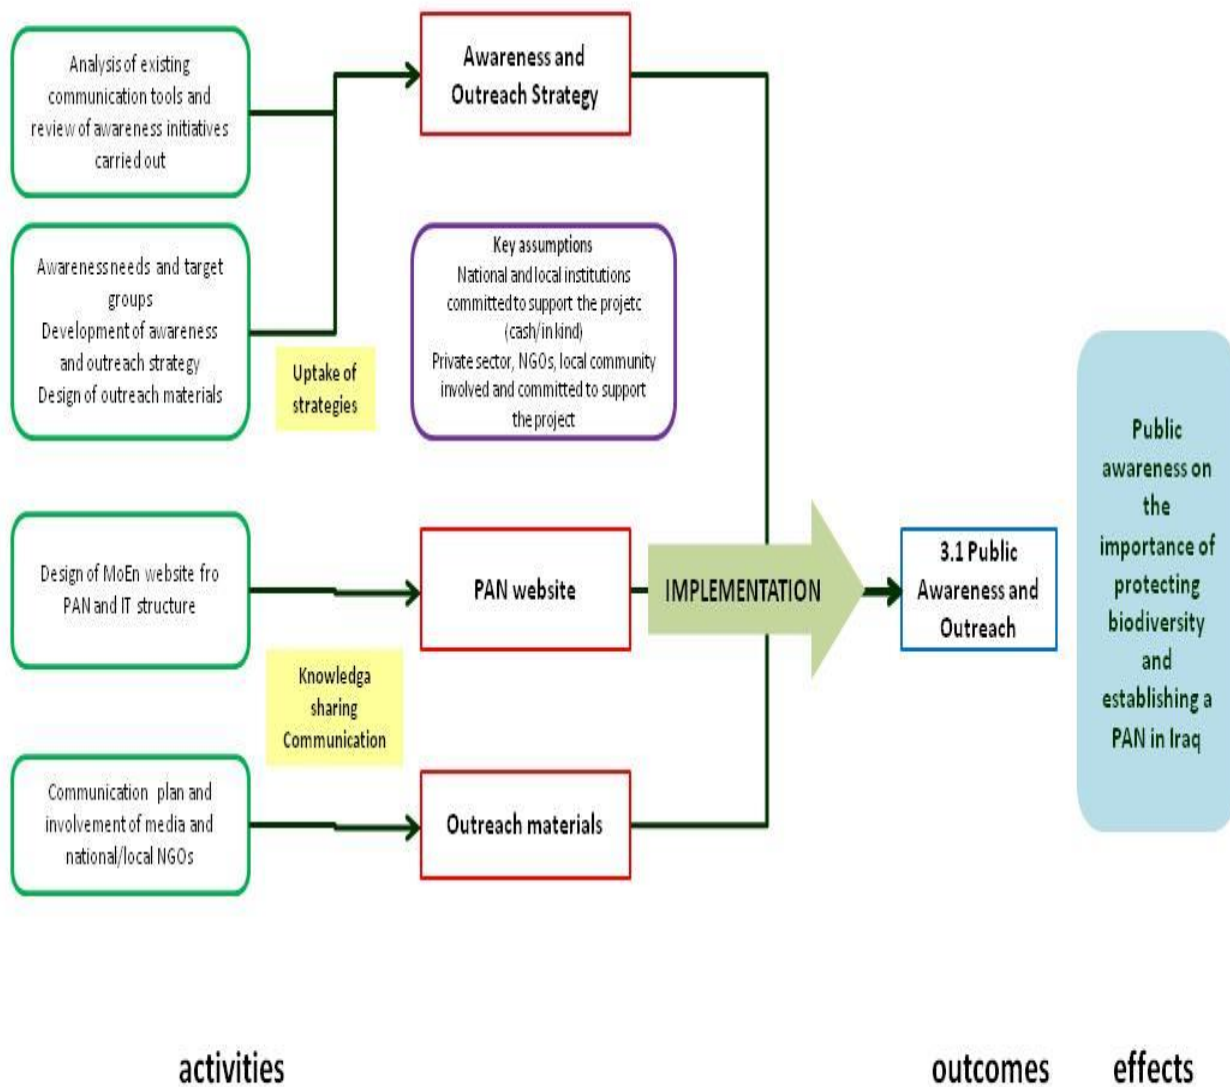 Analysis of existing
communication tools and
review of awareness initiatives
carried out
Awareness and
Outreach Strategy
Awareness needs and target
groups
Development of awareness
and outreach strategy
Design of outreach materials
Uptake of
strategies
Key assumptions
National and local institutions
committed to support the projetc
(cash/in kind)
Private sector, NGOs, local community
involved and committed to support
the project
Design of MoEn website fro
PAN and IT structure
PAN website
IMPLEMENTATION
3.1 Public
Awareness and
Outreach
Public
awareness on
the
importance of
protecting
biodiversity
and
establishing a
PAN in Iraq
Knowledga
sharing
Communication
Communication plan and
involvement of media and
national/local NGOs
Outreach materials
activities
outcomes
effects